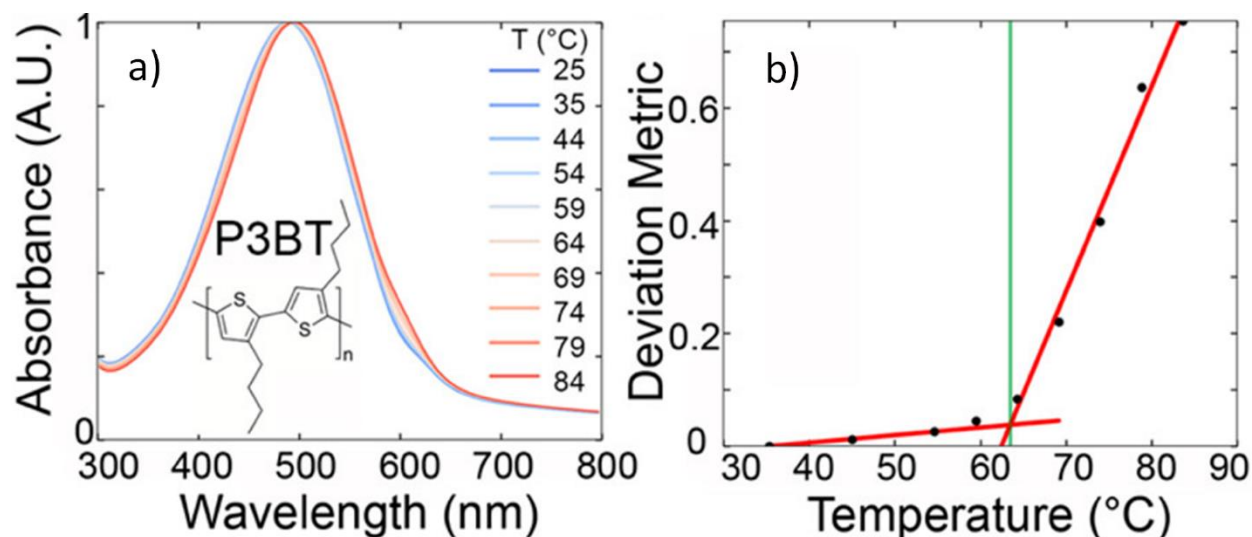 a)
Absorbance (A.U.)
1
0
T (°C)
25
35
44
54
59
64
69
74
79
84
P3BT
S
S
n
300 400 500 600 700 800
Wavelength (nm)
b)
Deviation Metric
0.6
0.4
0.2
0
30 40 50 60 70 80 90
Temperature (°C)